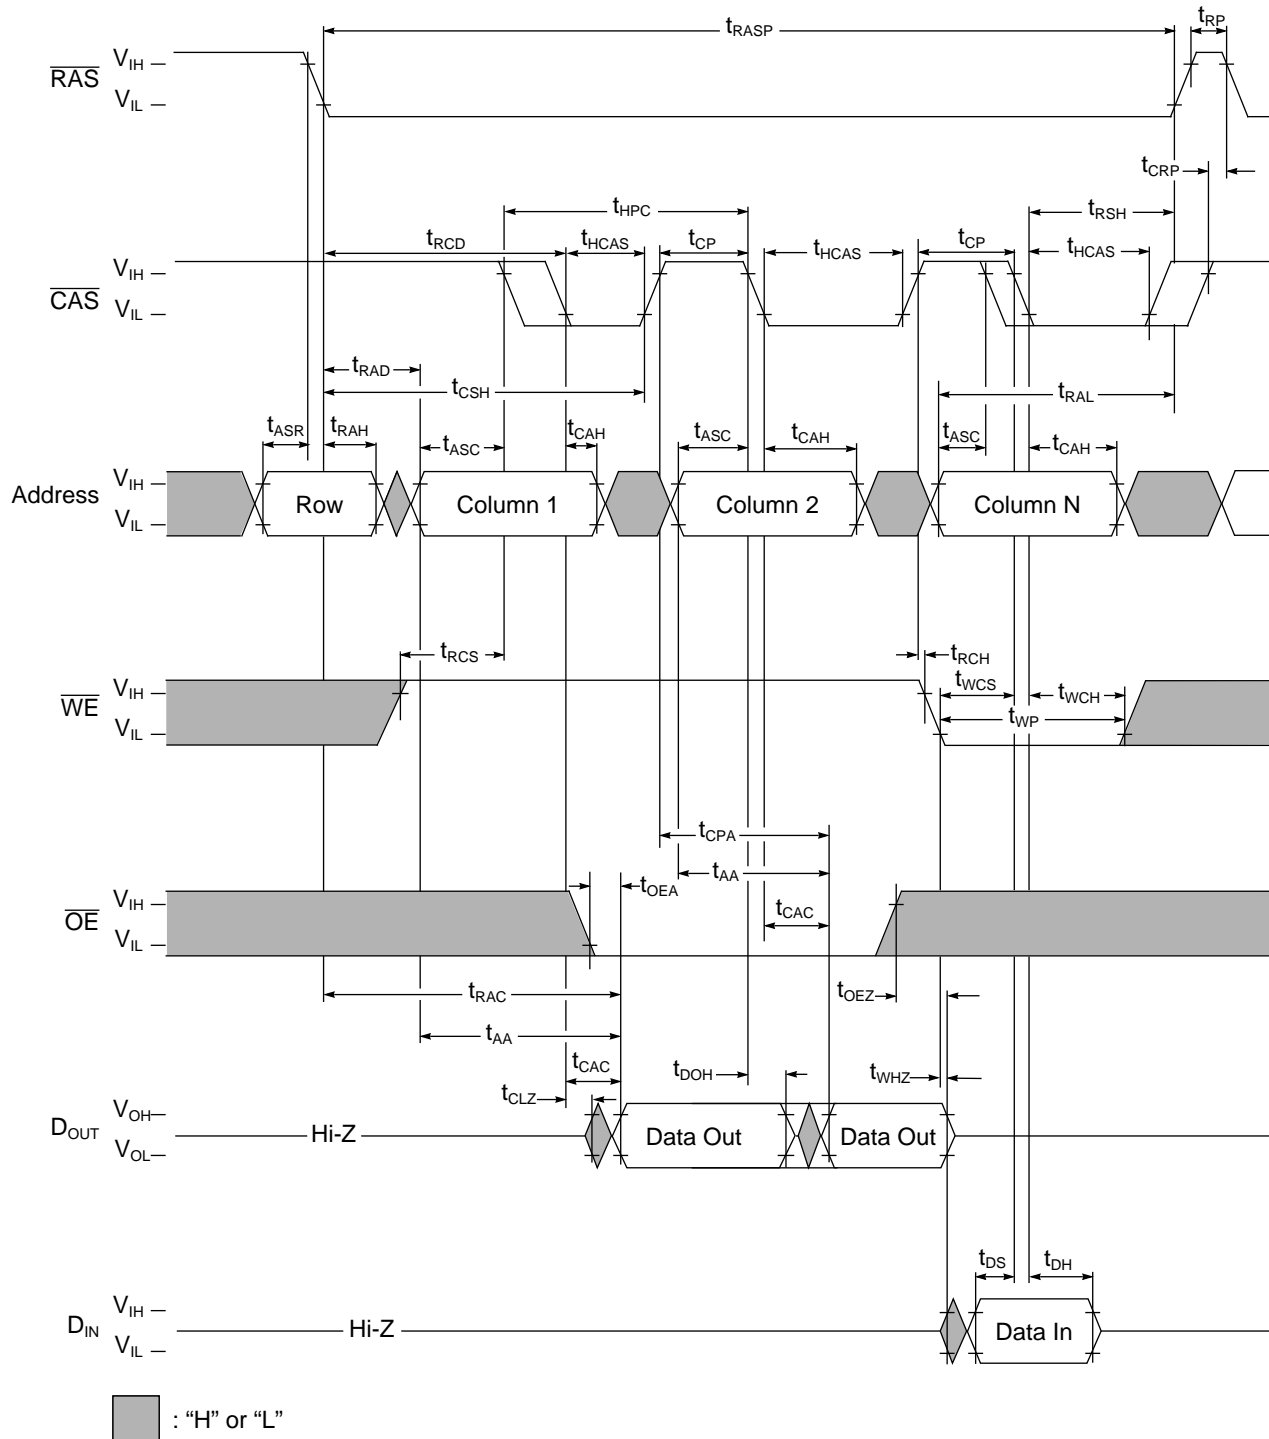 tRASP
tRP
RAS
VIH
VIL
tCRP
tHPC
tRSH
tRCD
tHCAS
tCP
tHCAS
tCP
tHCAS
CAS
VIH
VIL
tRAD
tCSH
tRAL
tASR
tRAH
tASC
tCAH
tASC
tCAH
tASC
tCAH
Address
VIH
VIL
Row
Column 1
Column 2
Column N
tRCS
tRCH
tWCS
tWCH
tWP
WE
VIH
VIL
tCPA
tAA
tOEA
tCAC
OE
VIH
VIL
tRAC
tOEZ
tAA
tCAC
tDOH
tWHZ
tCLZ
DOUT
VOH
VOL
Hi-Z
Data Out
Data Out
tDS
tDH
DIN
VIH
VIL
Hi-Z
Data In
: “H” or “L”